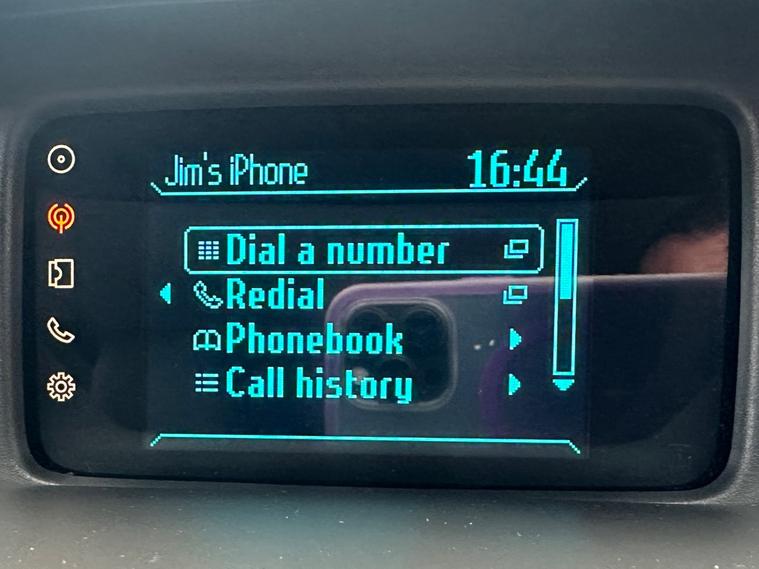 Jim's iPhone 16:44
Dial a number
Redial
Phonebook
Call history